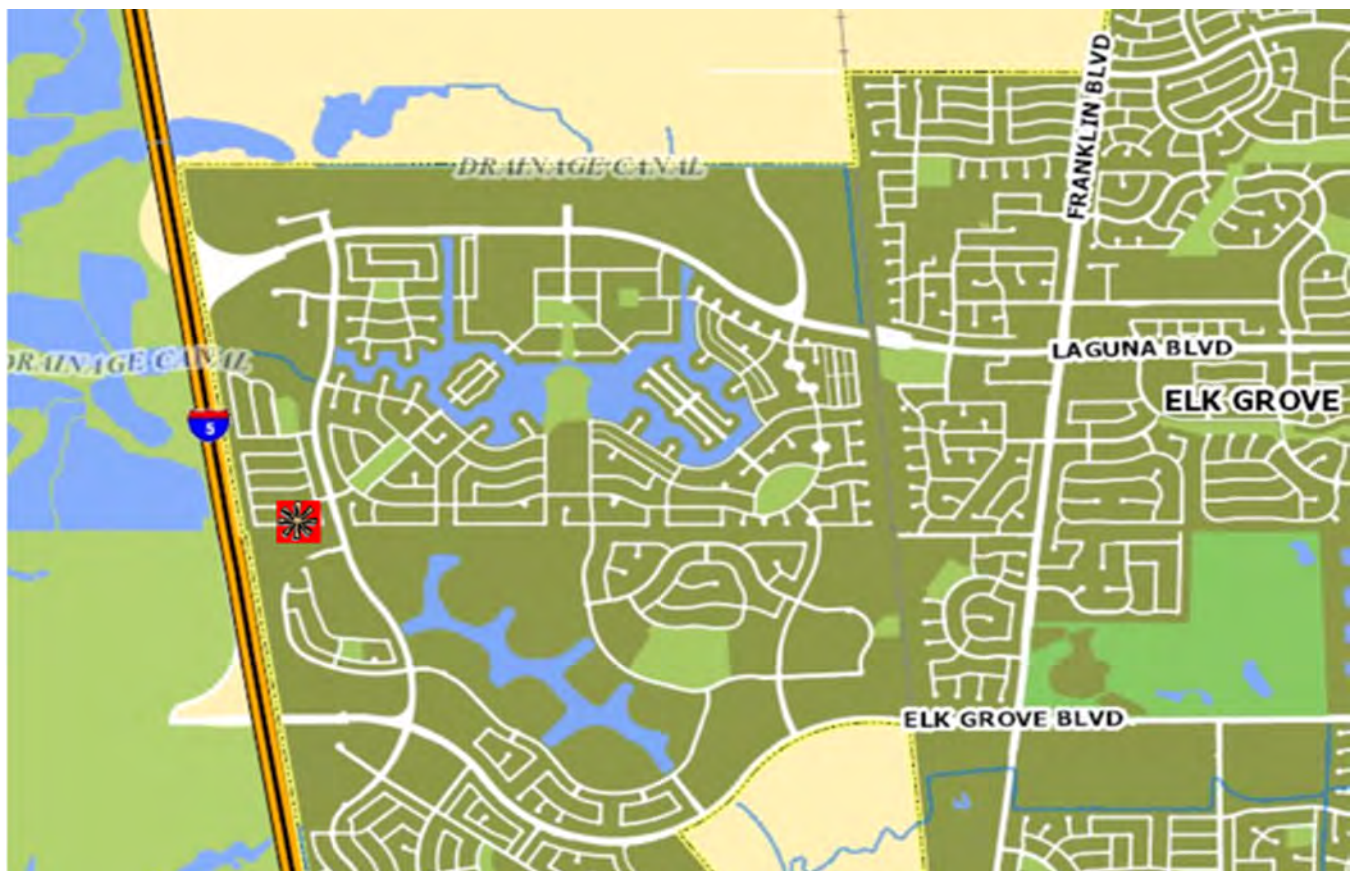 FRANKLIN BLVD
DRAINAGE CANAL
LAGUNA BLVD
DRAINAGE CANAL
ELK GROVE
5
ELK GROVE BLVD